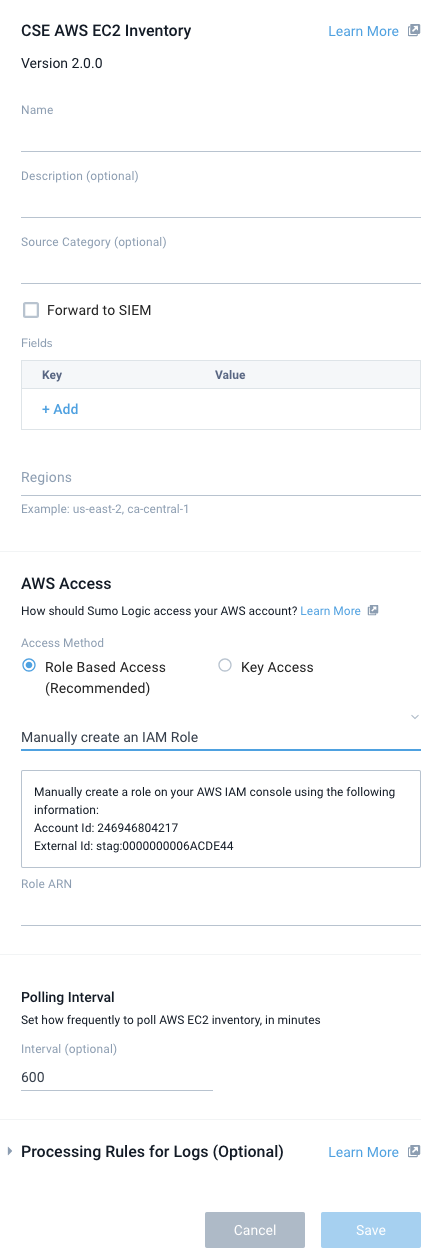 CSE AWS EC2 Inventory
Learn More
Version 2.0.0
Name
Description (optional)
Source Category (optional)
Forward to SIEM
Fields
Key Value
+ Add
Regions
Example: us-east-2, ca-central-1
AWS Access
How should Sumo Logic access your AWS account? Learn More
Access Method
Role Based Access
(Recommended)
Key Access
Manually create an IAM Role
Manually create a role on your AWS IAM console using the following
information:
Account Id: 246946804217
External Id: stag:0000000006ACDE44
Role ARN
Polling Interval
Set how frequently to poll AWS EC2 inventory, in minutes
Interval (optional)
600
Processing Rules for Logs (Optional)
Learn More
Cancel
Save